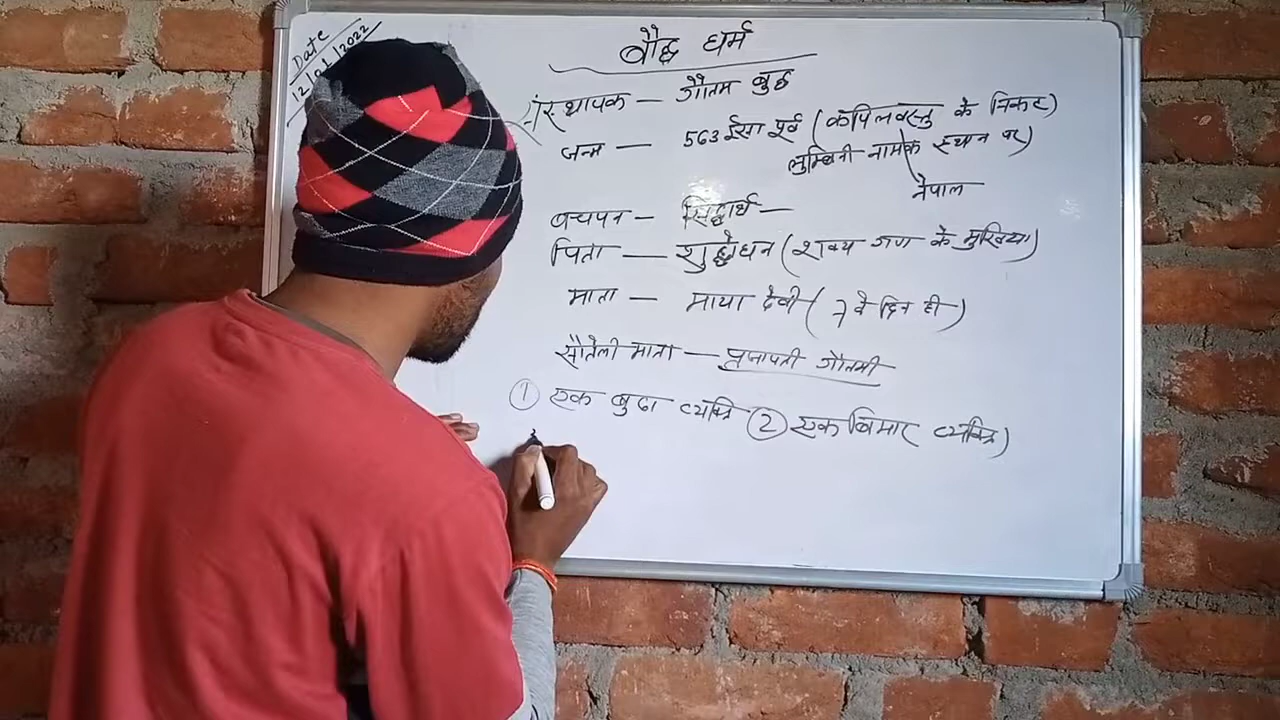 Date
12/01/2022
बौद्ध धर्म
संस्थापक — गौतम बुद्ध
जन्म — 563 ईसा पूर्व (कपिलवस्तु के निकट)
लुम्बिनी नामक स्थान पर)
नेपाल
बचपन — सिद्धार्थ —
पिता — शुद्धोधन (शाक्य गण के मुखिया)
माता — माया देवी ( 7 वे दिन ही )
सौतेली माता — प्रजापती गौतमी
① एक बुढा व्यक्ति ② एक बिमार व्यक्ति)